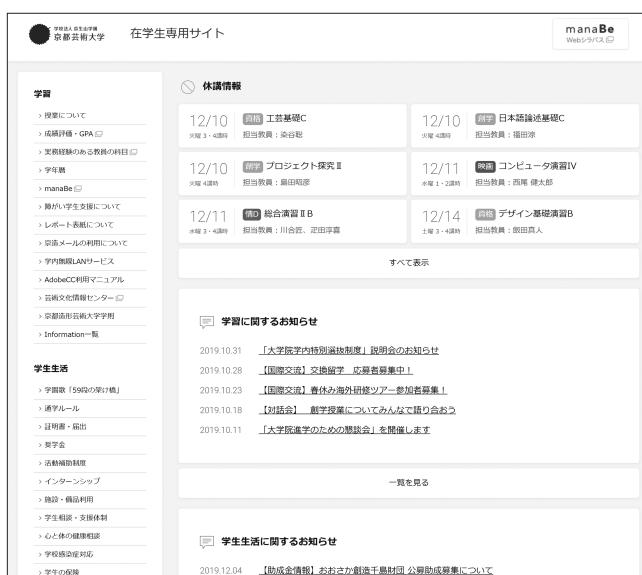 学校法人 瓜生山学園
京都芸術大学
在学生専用サイト
manaBe
Webシラバス
学習
> 授業について
> 成績評価・GPA
> 実務経験のある教員の科目
> 学年暦
> manaBe
> 障がい学生支援について
> レポート表紙について
> 京造メールの利用について
> 学内無線LANサービス
> AdobeCC利用マニュアル
> 芸術文化情報センター
> 京都造形芸術大学学則
> Information一覧
学生生活
> 学園歌「59段の架け橋」
> 通学ルール
> 証明書・届出
> 奨学金
> 活動補助制度
> インターンシップ
> 施設・備品利用
> 学生相談・支援体制
> 心と体の健康相談
> 学校感染症対応
> 学生の保険
休講情報
12/10 資格 工芸基礎C
火曜 3・4講時 担当教員：染谷聡
12/10 創学 日本語論述基礎C
火曜 4講時 担当教員：福田涼
12/10 創学 プロジェクト探究Ⅱ
火曜 4講時 担当教員：島田昭彦
12/11 映画 コンピュータ演習IV
水曜 1・2講時 担当教員：西尾 健太郎
12/11 情D 総合演習ⅡB
水曜 3・4講時 担当教員：川合匠、疋田淳喜
12/14 資格 デザイン基礎演習B
土曜 3・4講時 担当教員：飯田真人
すべて表示
学習に関するお知らせ
2019.10.31 「大学院学内特別選抜制度」説明会のお知らせ
2019.10.28 【国際交流】交換留学 応募者募集中！
2019.10.23 【国際交流】春休み海外研修ツアー参加者募集！
2019.10.18 【対話会】 創学授業についてみんなで語り合おう
2019.10.11 「大学院進学のための懇談会」を開催します
一覧を見る
学生生活に関するお知らせ
2019.12.04 【助成金情報】おおさか創造千島財団 公募助成募集について